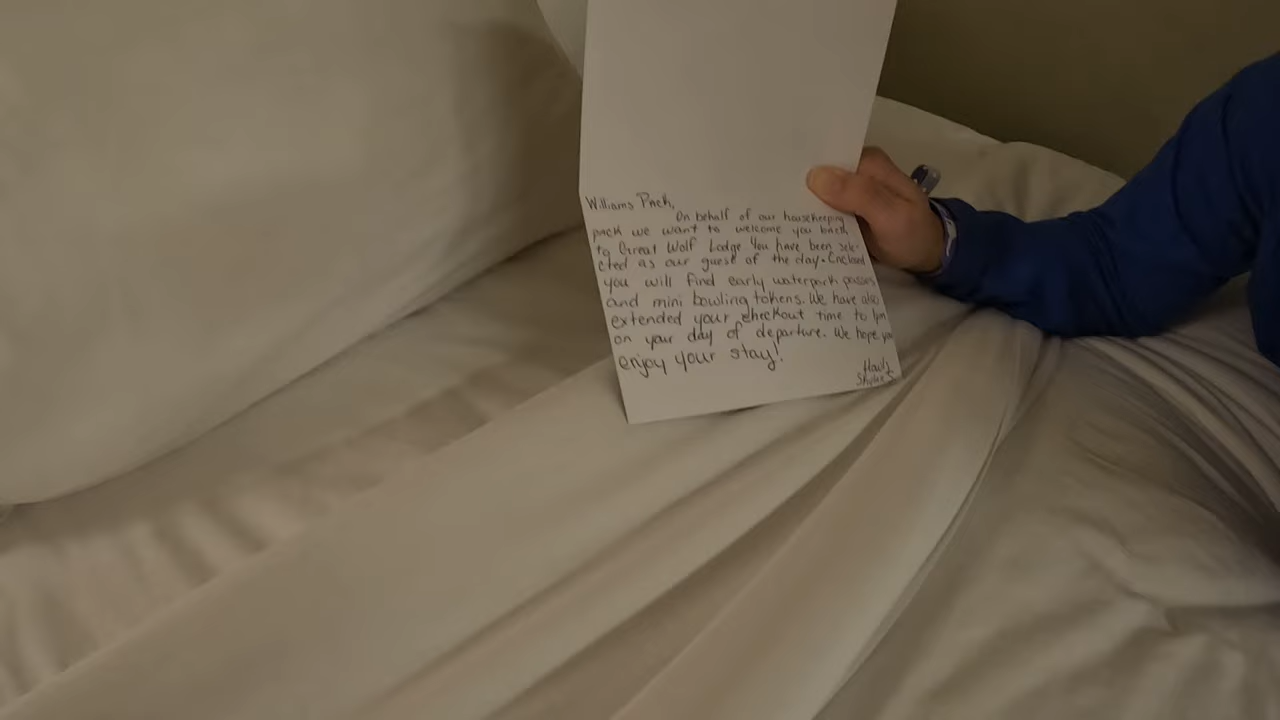 Williams Pack,
On behalf of our housekeeping
pack we want to welcome you back
to Great Wolf Lodge You have been sele-
cted as our guest of the day. Enclosed
you will find early waterpark passes
and mini bowling tokens. We have also
extended your checkout time to 1pm
on your day of departure. We hope you
enjoy your stay!
Howls